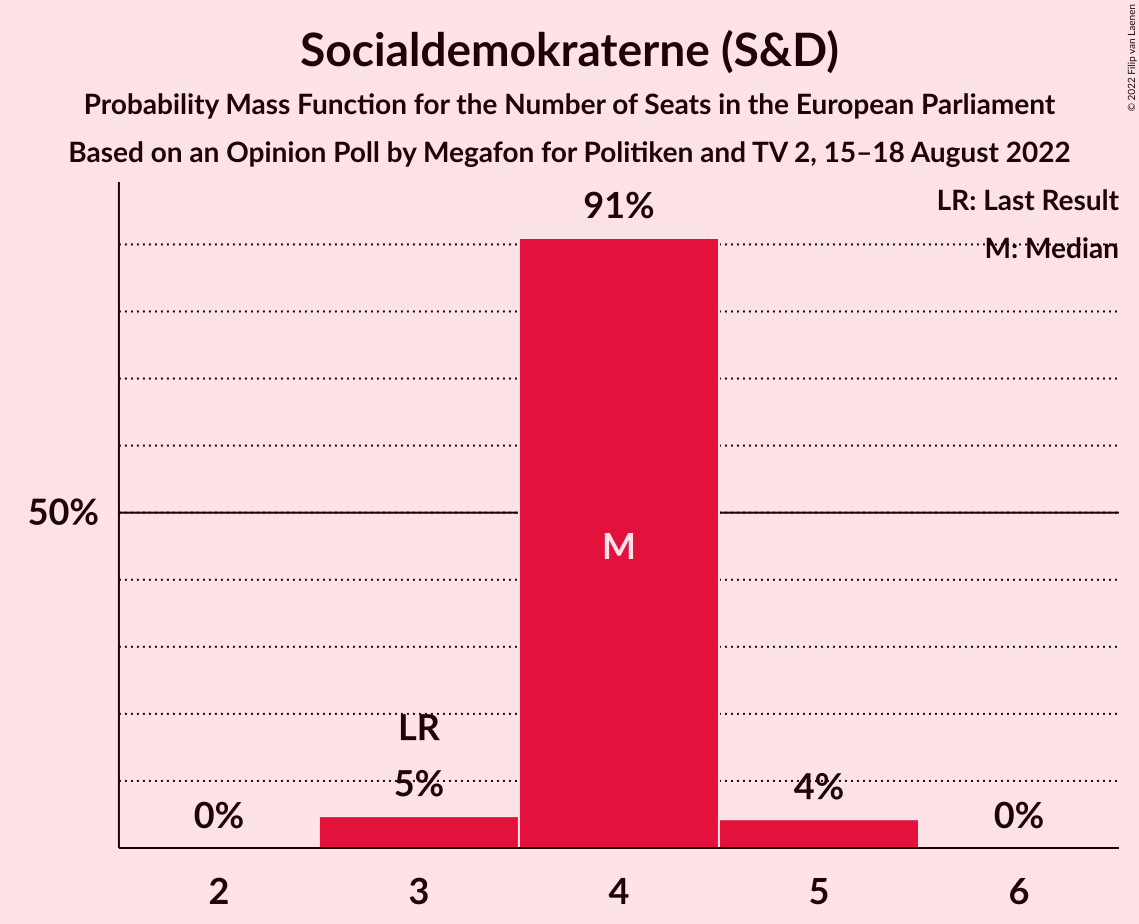 Socialdemokraterne (S&D)
Probability Mass Function for the Number of Seats in the European Parliament
Based on an Opinion Poll by Megafon for Politiken and TV 2, 15–18 August 2022
© 2022 Filip van Laenen
LR: Last Result
M: Median
91%
50%
M
LR
0%
5%
4%
0%
2
3
4
5
6